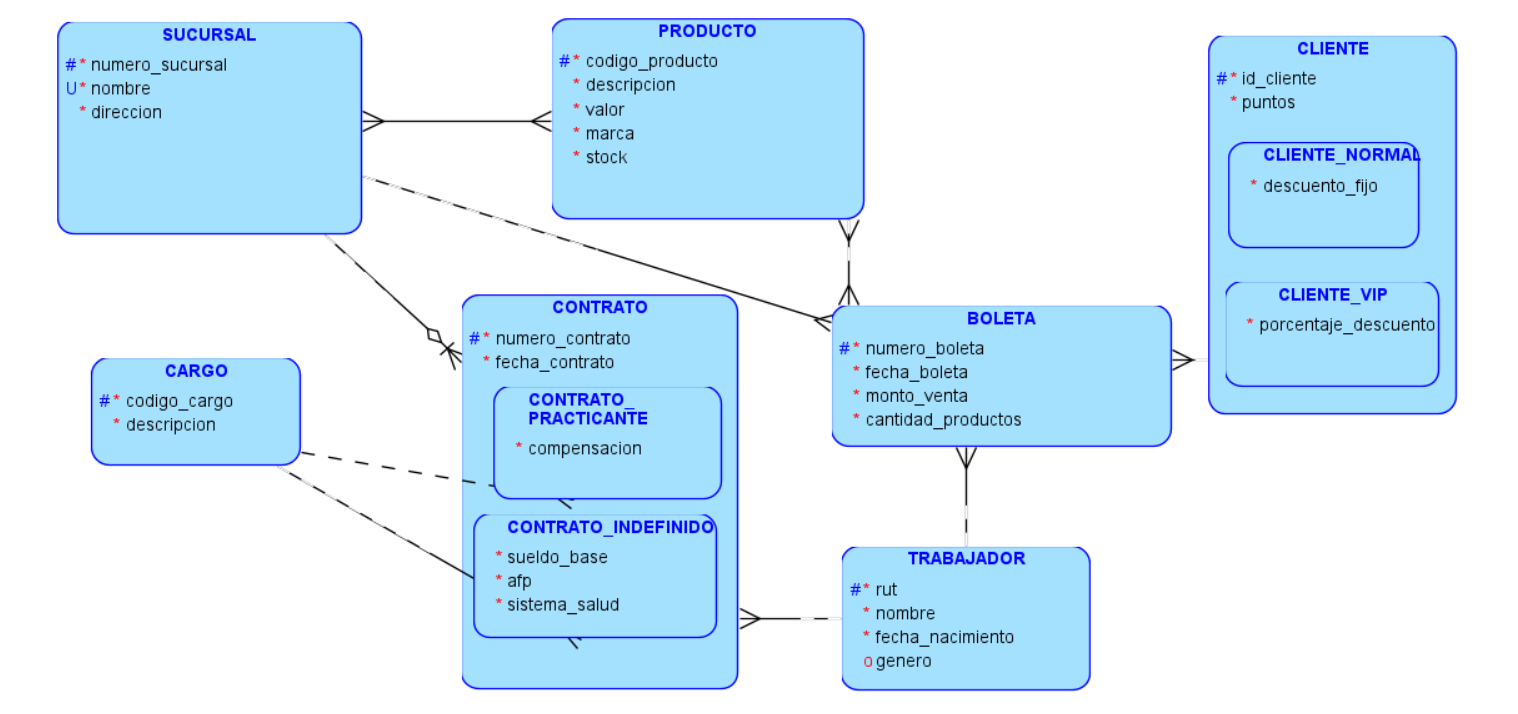 SUCURSAL
#* numero_sucursal
U* nombre
* direccion
PRODUCTO
#* codigo_producto
* descripcion
* valor
* marca
* stock
CLIENTE
#* id_cliente
* puntos
CLIENTE_NORMAL
* descuento_fijo
CLIENTE_VIP
* porcentaje_descuento
CONTRATO
#* numero_contrato
* fecha_contrato
CONTRATO_
PRACTICANTE
* compensacion
CONTRATO_INDEFINIDO
* sueldo_base
* afp
* sistema_salud
BOLETA
#* numero_boleta
* fecha_boleta
* monto_venta
* cantidad_productos
CARGO
#* codigo_cargo
* descripcion
TRABAJADOR
#* rut
* nombre
* fecha_nacimiento
o genero